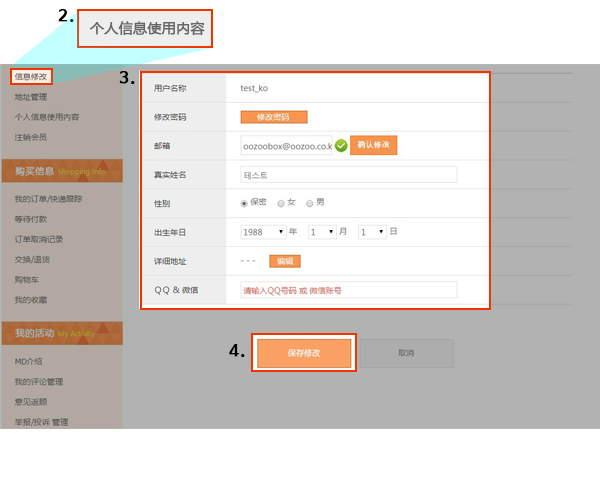 2.
个人信息使用内容
信息修改
地址管理
个人信息使用内容
注销会员
购买信息 Shopping Info
我的订单/快递跟踪
等待付款
订单取消记录
交换/退货
购物车
我的收藏
我的活动 My Activity
MD介绍
我的评论管理
意见返顾
举报/投诉 管理
3.
用户名称 test_ko
修改密码 修改密码
邮箱 oozoobox@oozoo.co.k 确认修改
真实姓名 테스트
性别 保密 女 男
出生年日 1988 年 1 月 1 日
详细地址 - - - 编辑
QQ & 微信 请输入QQ号码 或 微信账号
4.
保存修改 取消